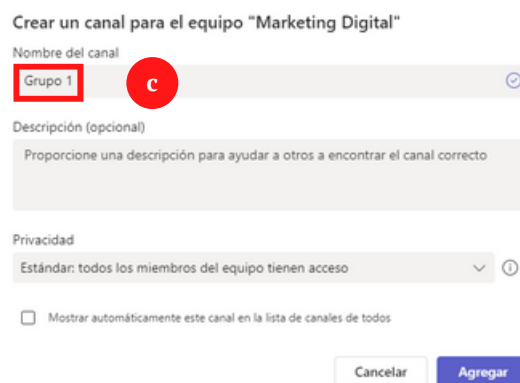 Crear un canal para el equipo "Marketing Digital"
Nombre del canal
Grupo 1
c
Descripción (opcional)
Proporcione una descripción para ayudar a otros a encontrar el canal correcto
Privacidad
Estándar: todos los miembros del equipo tienen acceso
Mostrar automáticamente este canal en la lista de canales de todos
Cancelar
Agregar